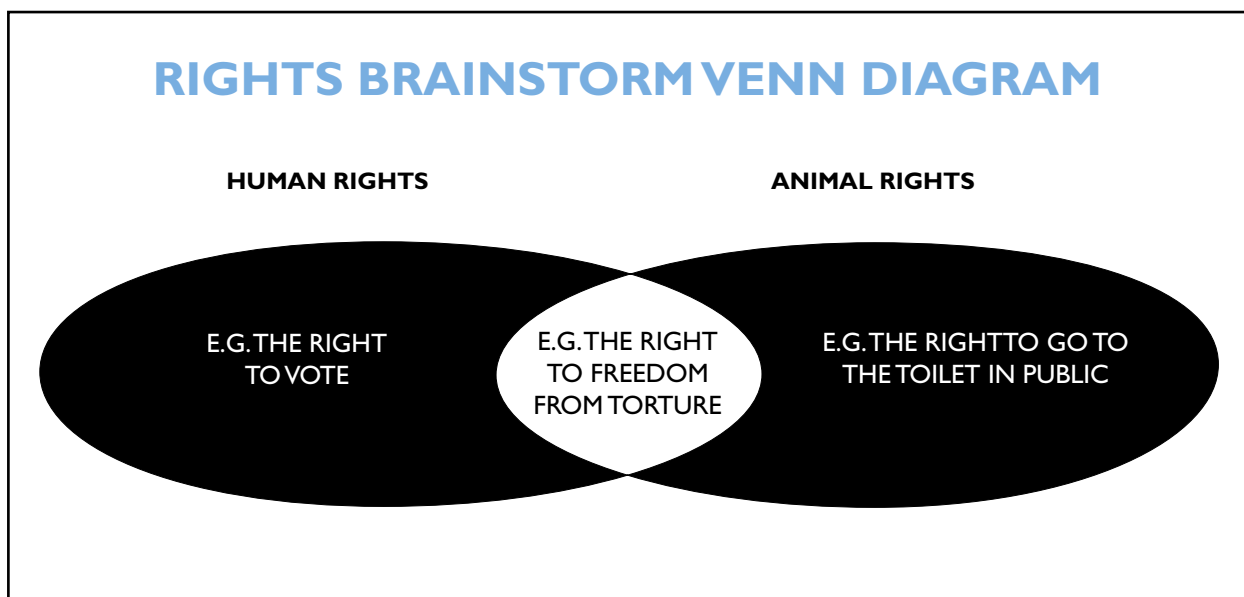 RIGHTS BRAINSTORM VENN DIAGRAM
HUMAN RIGHTS
ANIMAL RIGHTS
E.G. THE RIGHT
TO VOTE
E.G. THE RIGHT
TO FREEDOM
FROM TORTURE
E.G. THE RIGHT TO GO TO
THE TOILET IN PUBLIC